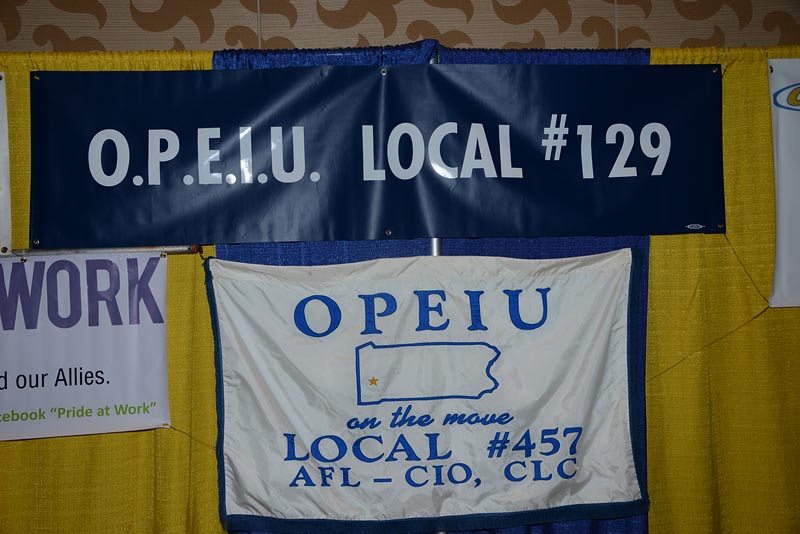 O.P.E.I.U. LOCAL #129
WORK
d our Allies.
cebook "Pride at Work"
OPEIU
on the move
LOCAL #457
AFL – CIO, CLC